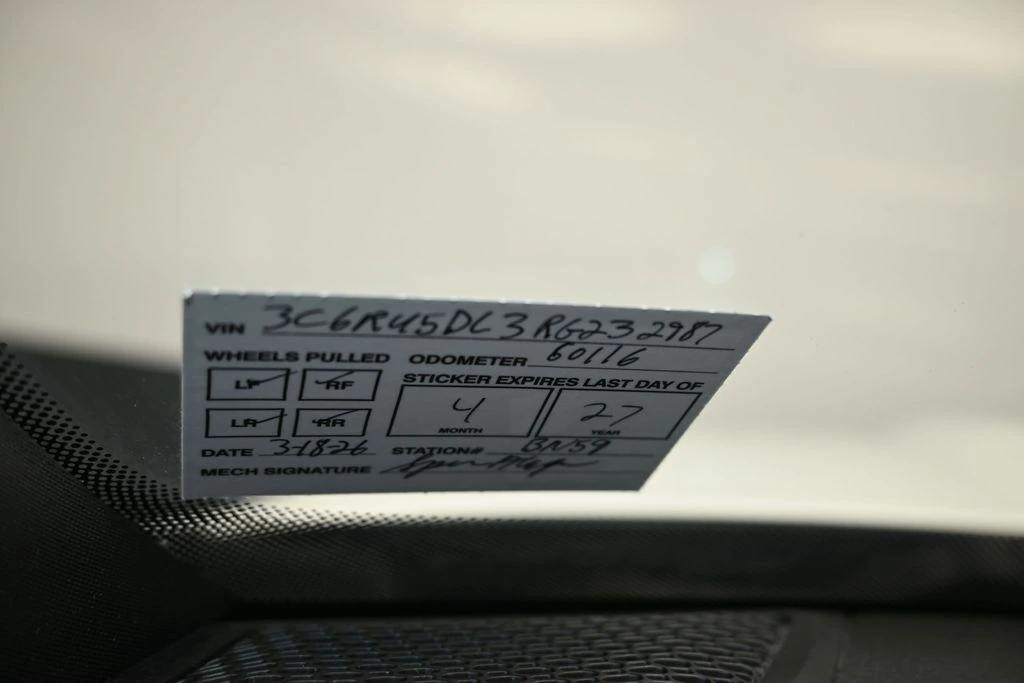 VIN 3C6RU5DL3RG232987
WHEELS PULLED ODOMETER 60116
LF RF STICKER EXPIRES LAST DAY OF
4 27
LR RR MONTH YEAR
DATE 3-18-26 STATION# BN59
MECH SIGNATURE